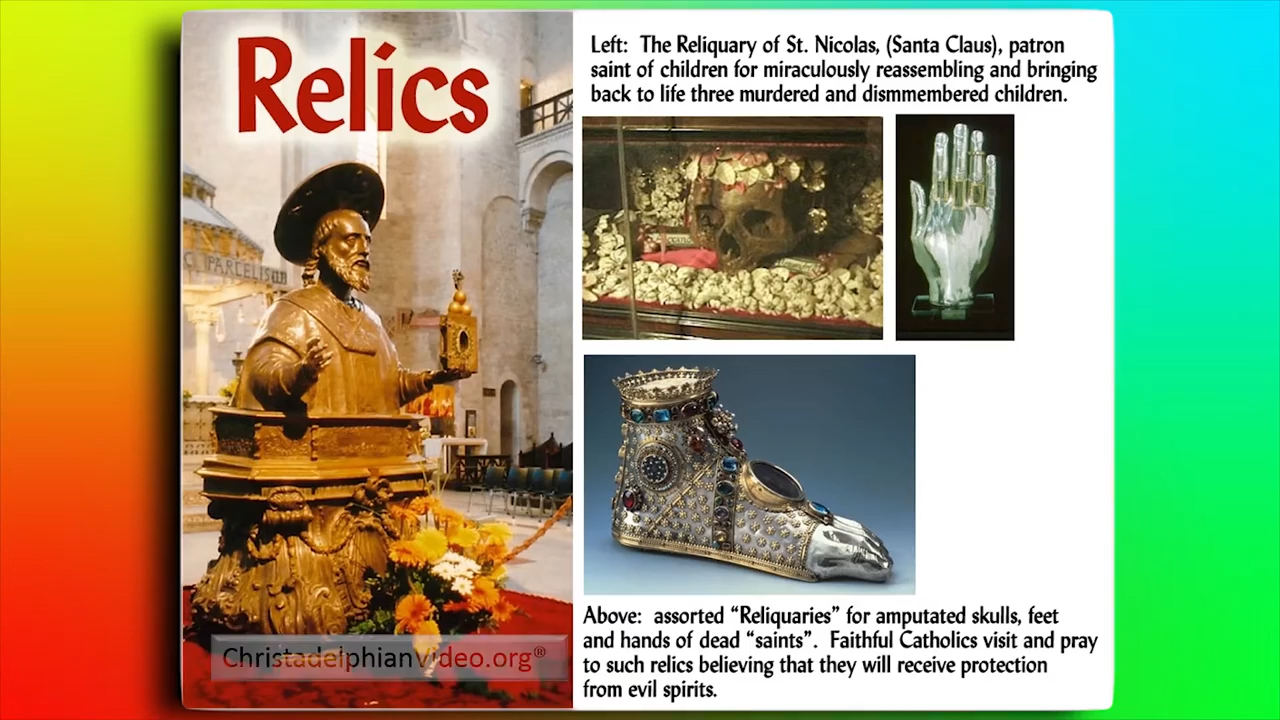 Relics
C PARCELISIN
Christadelphianvideo.org®
Left: The Reliquary of St. Nicolas, (Santa Claus), patron
saint of children for miraculously reassembling and bringing
back to life three murdered and dismmembered children.
Above: assorted “Reliquaries” for amputated skulls, feet
and hands of dead “saints”. Faithful Catholics visit and pray
to such relics believing that they will receive protection
from evil spirits.